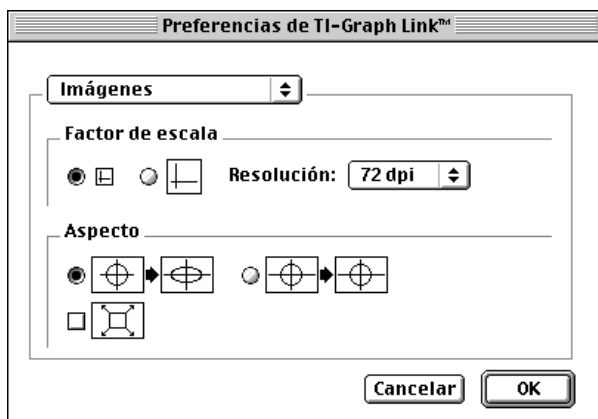 Preferencias de TI-Graph Link™
Imágenes
Factor de escala
Resolución: 72 dpi
Aspecto
Cancelar OK